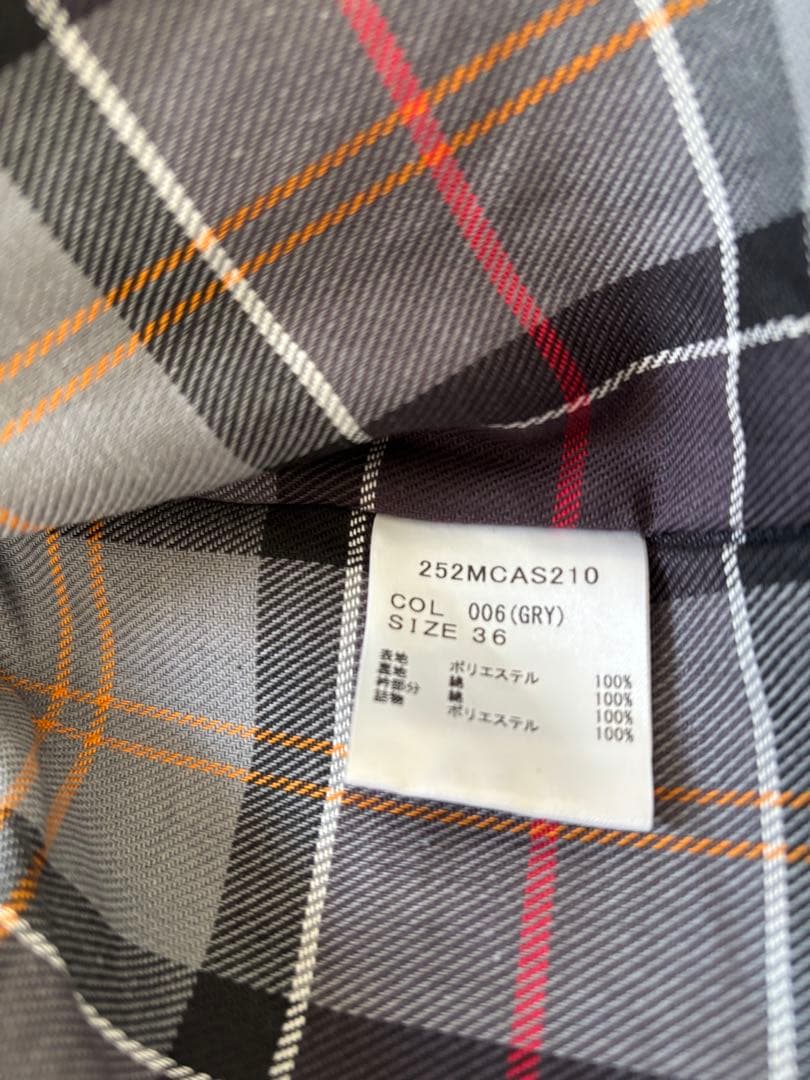 252MCAS210
COL 006(GRY)
SIZE 36
表地 ポリエステル 100%
裏地 綿 100%
衿部分 綿 100%
詰物 ポリエステル 100%